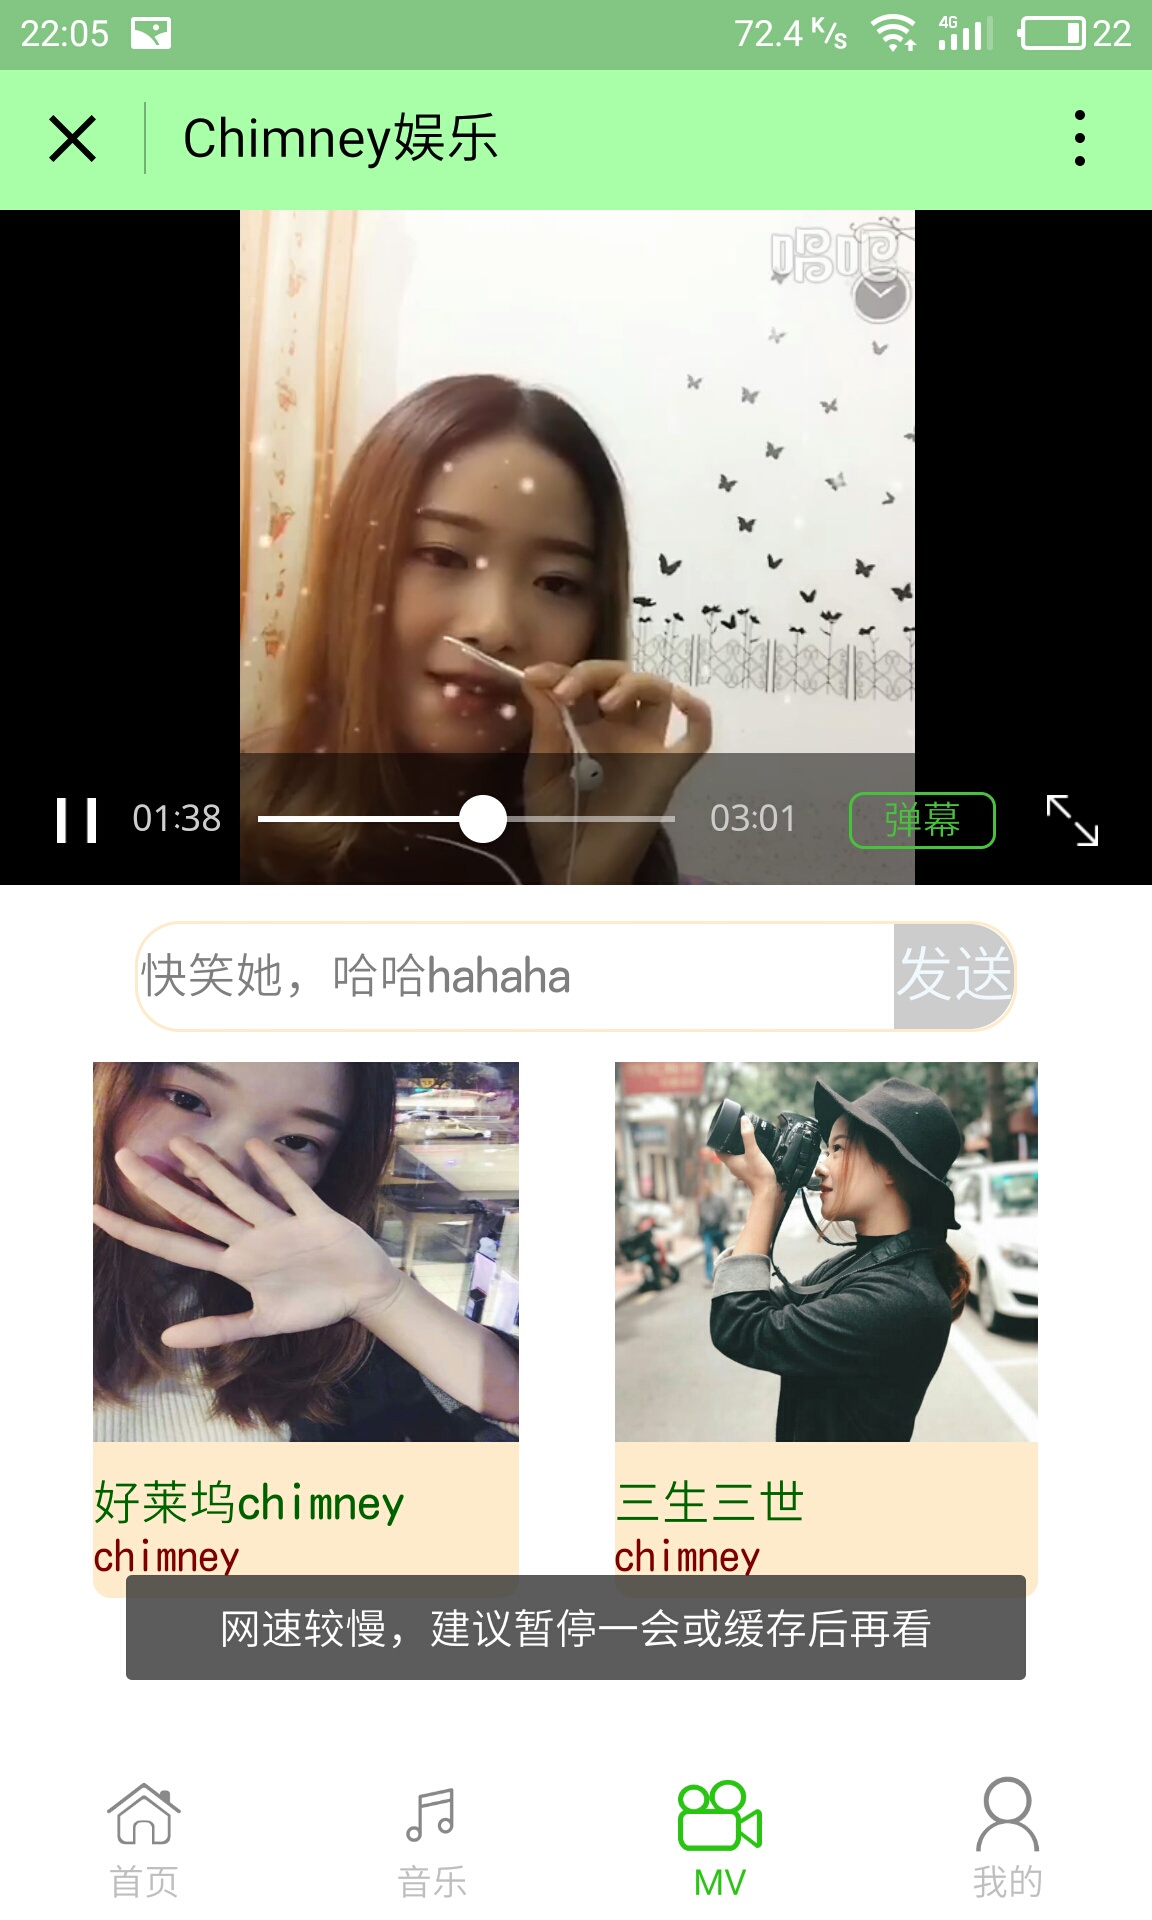 22:05
72.4 K/s 4G 22
Chimney娱乐
唱吧
01:38 03:01 弹幕
快笑她，哈哈hahaha 发送
好莱坞chimney
chimney
三生三世
chimney
网速较慢，建议暂停一会或缓存后再看
首页 音乐 MV 我的